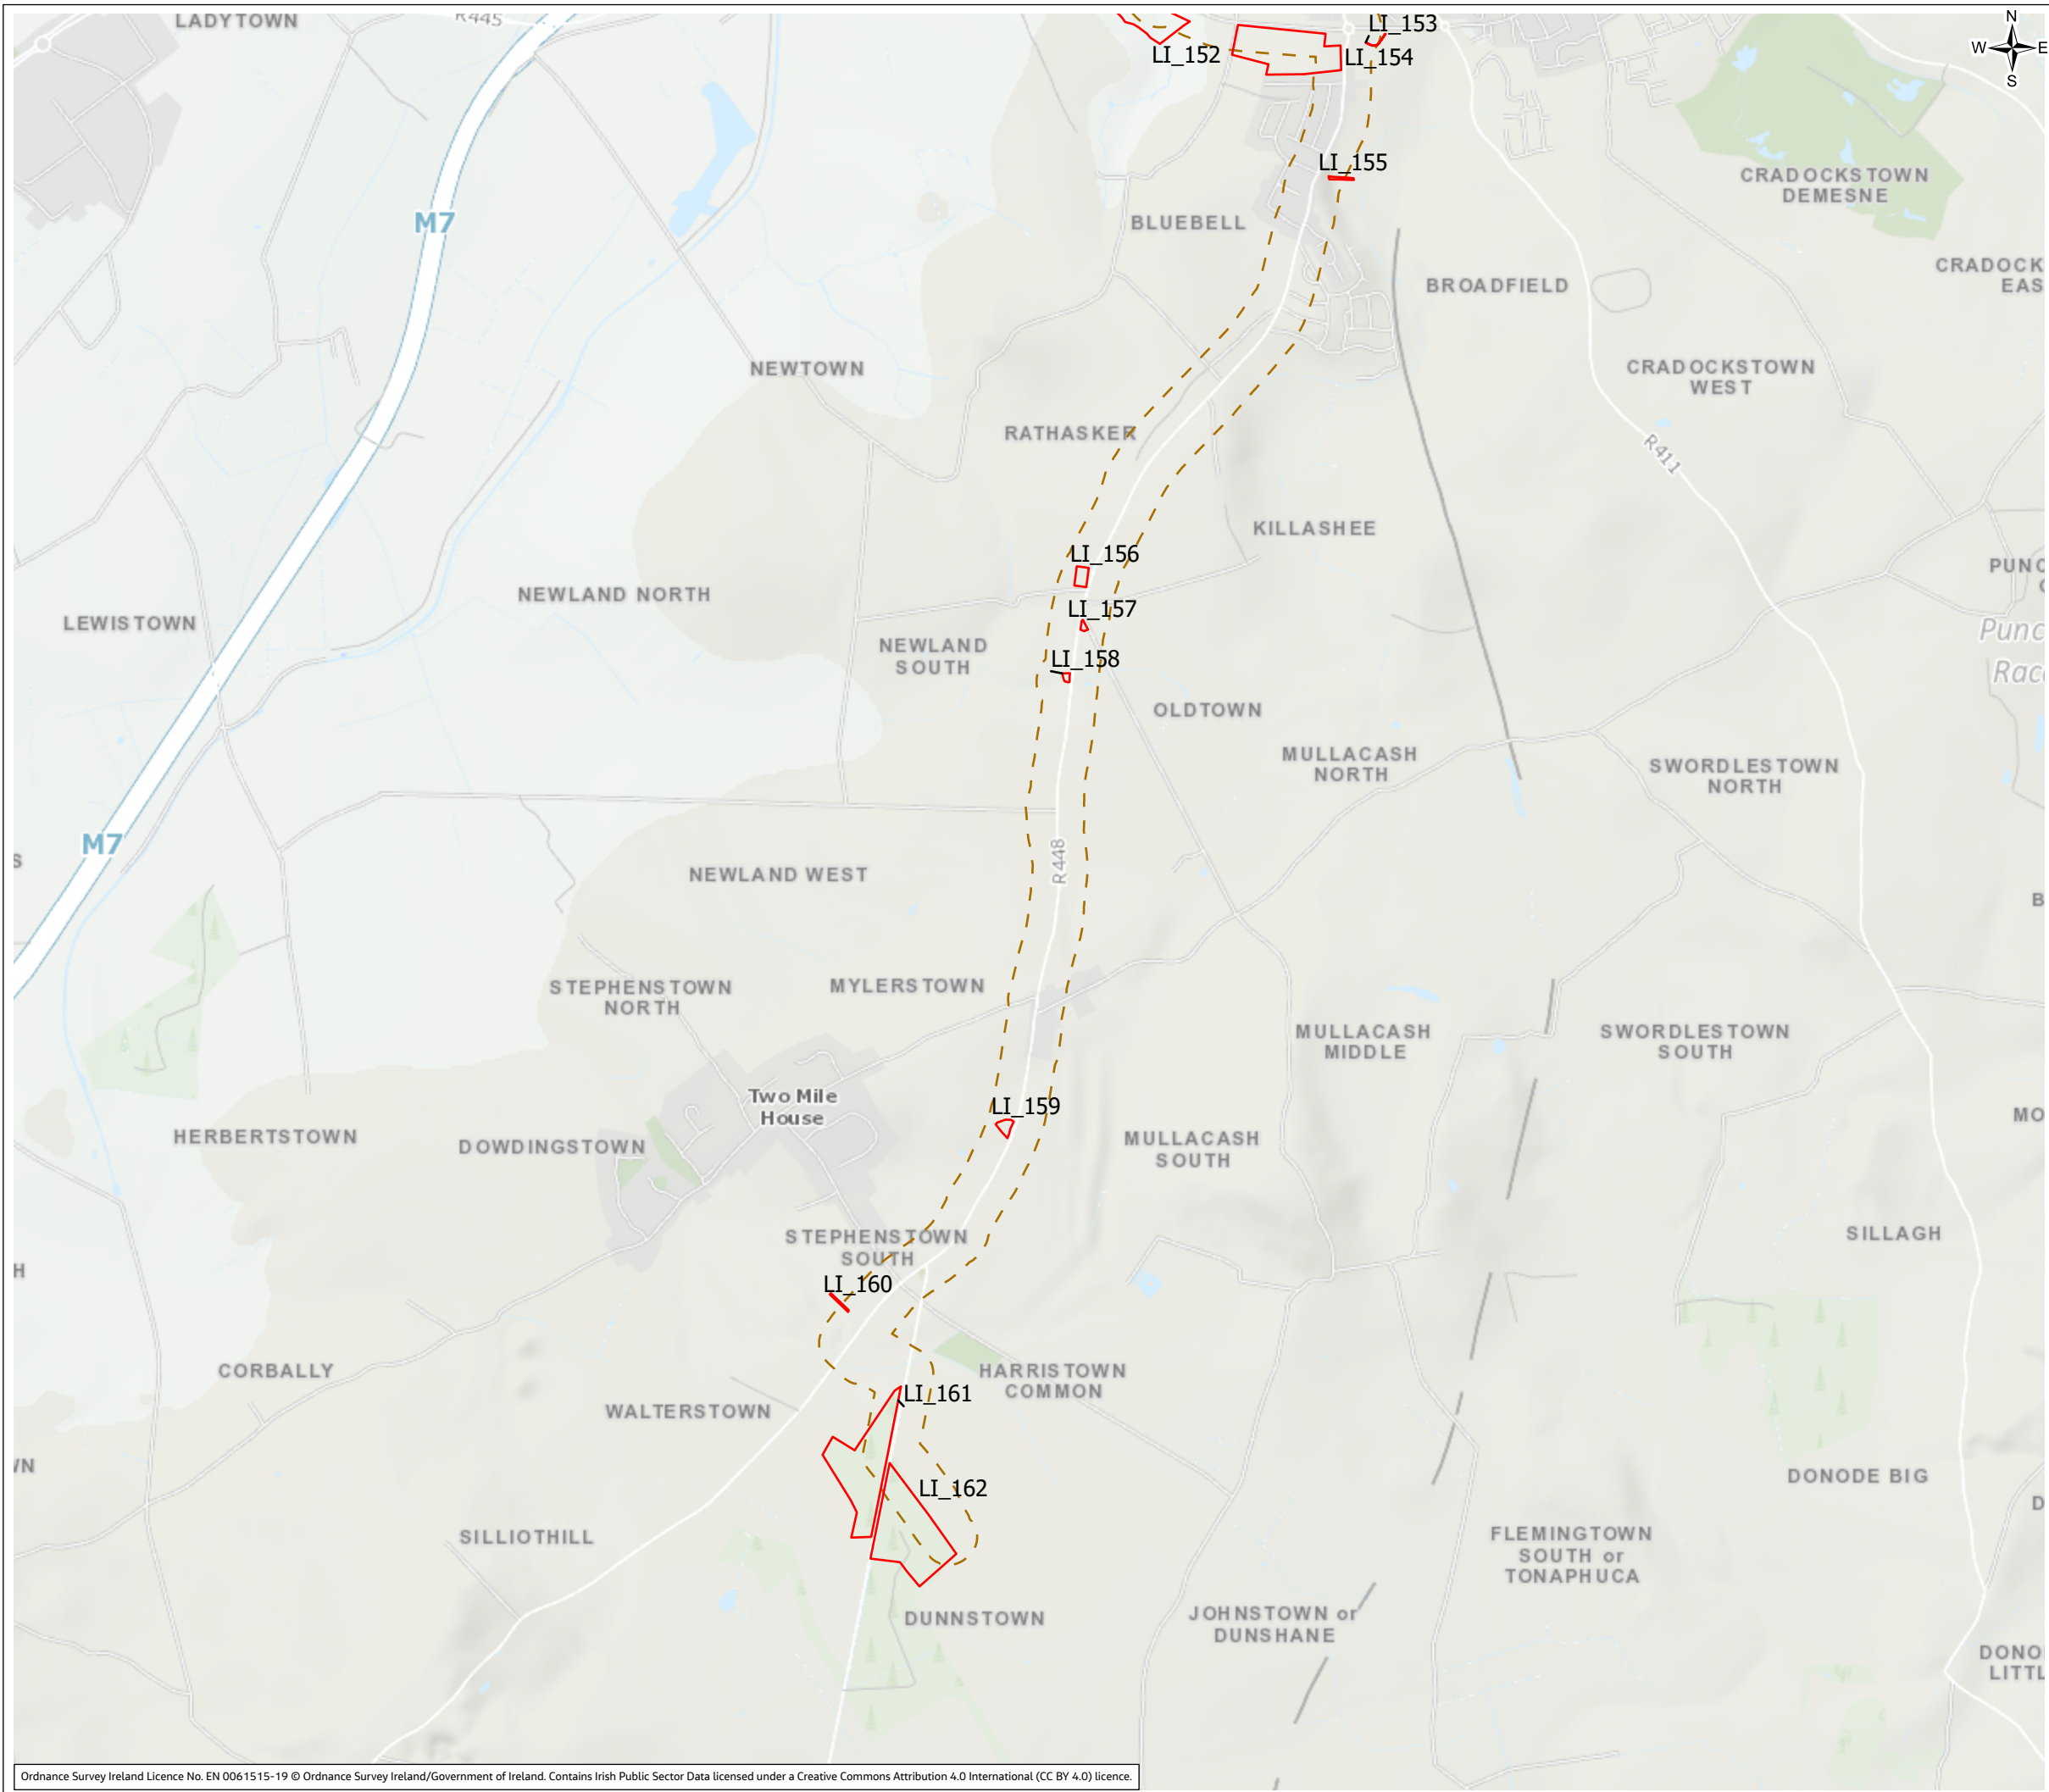 LADYTOWN
R445
LI_152
LI_153
LI_154
N
W
E
S
LI_155
CRADOCKSTOWN
DEMESNE
M7
BLUEBELL
BROADFIELD
CRADOCK
EAS
NEWTOWN
CRADOCKSTOWN
WEST
RATHASKER
R411
KILLASHEE
LI_156
PUNC
NEWLAND NORTH
LI_157
LEWISTOWN
Punc
Race
NEWLAND
SOUTH
LI_158
OLDTOWN
MULLACASH
NORTH
SWORDLESTOWN
NORTH
M7
S
R448
NEWLAND WEST
B
STEPHENSTOWN
NORTH
MYLERSTOWN
MULLACASH
MIDDLE
SWORDLESTOWN
SOUTH
Two Mile
House
LI_159
MO
HERBERTSTOWN
DOWDINGSTOWN
MULLACASH
SOUTH
STEPHENSTOWN
SOUTH
SILLAGH
H
LI_160
CORBALLY
HARRISTOWN
COMMON
LI_161
WALTERSTOWN
WN
LI_162
DONODE BIG
D
SILLIOTHILL
FLEMINGTOWN
SOUTH or
TONAPHUCA
DUNNSTOWN
JOHNSTOWN or
DUNSHANE
DONO
LITTL
Ordnance Survey Ireland Licence No. EN 0061515-19 © Ordnance Survey Ireland/Government of Ireland. Contains Irish Public Sector Data licensed under a Creative Commons Attribution 4.0 International (CC BY 4.0) licence.